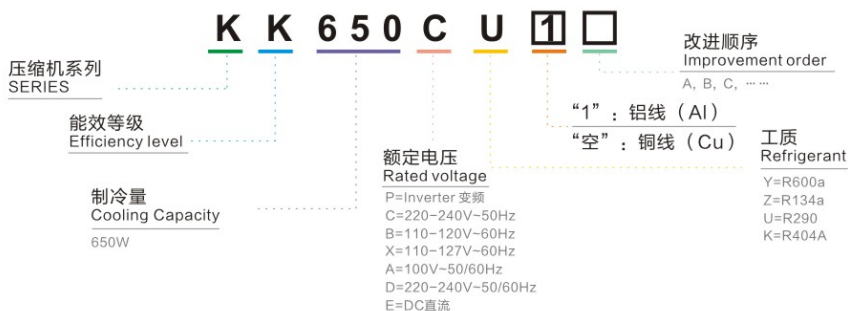 K K 650 C U 1 □
压缩机系列
SERIES
能效等级
Efficiency level
制冷量
Cooling Capacity
650W
额定电压
Rated voltage
P=Inverter 变频
C=220-240V~50Hz
B=110-120V~60Hz
X=110-127V~60Hz
A=100V~50/60Hz
D=220-240V~50/60Hz
E=DC直流
改进顺序
Improvement order
A, B, C, ……
“1”：铝线（Al）
“空”：铜线（Cu）
工质
Refrigerant
Y=R600a
Z=R134a
U=R290
K=R404A